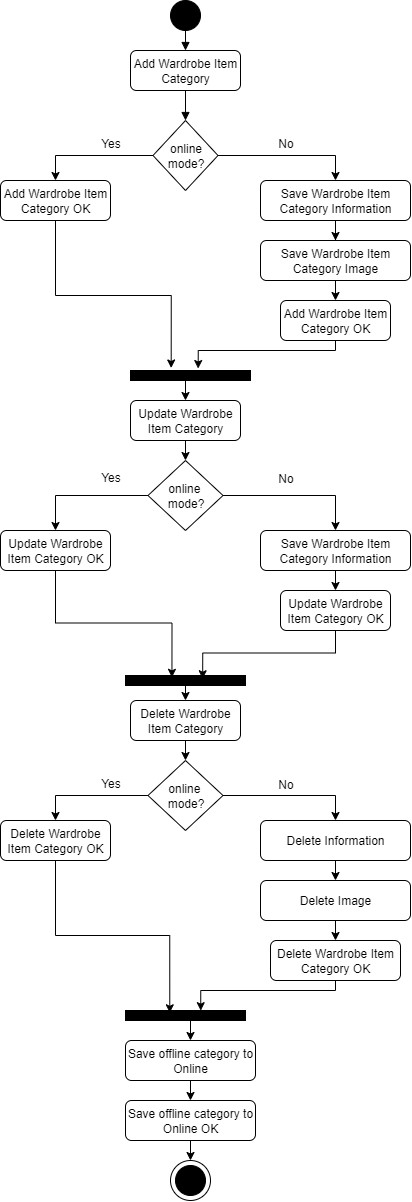 Add Wardrobe Item
Category
online
mode?
Yes
No
Add Wardrobe Item
Category OK
Save Wardrobe Item
Category Information
Save Wardrobe Item
Category Image
Add Wardrobe Item
Category OK
Update Wardrobe
Item Category
online
mode?
Yes
No
Update Wardrobe
Item Category OK
Save Wardrobe Item
Category Information
Update Wardrobe
Item Category OK
Delete Wardrobe
Item Category
online
mode?
Yes
No
Delete Wardrobe
Item Category OK
Delete Information
Delete Image
Delete Wardrobe Item
Category OK
Save offline category to
Online
Save offline category to
Online OK